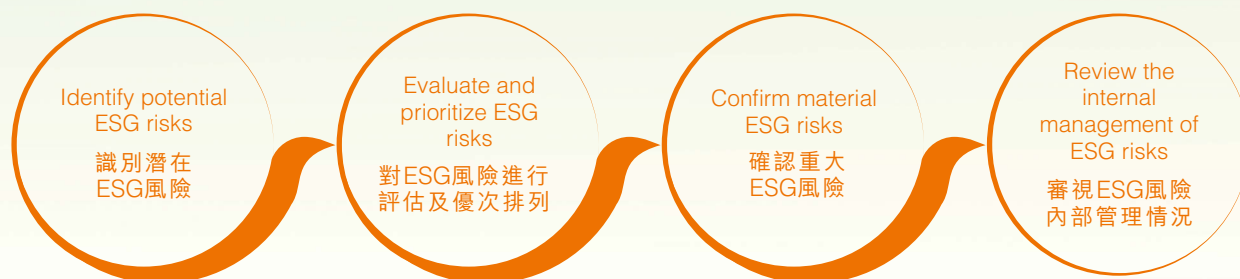 Identify potential
ESG risks
識別潛在
ESG風險
Evaluate and
prioritize ESG
risks
對ESG風險進行
評估及優次排列
Confirm material
ESG risks
確認重大
ESG風險
Review the
internal
management of
ESG risks
審視ESG風險
內部管理情況